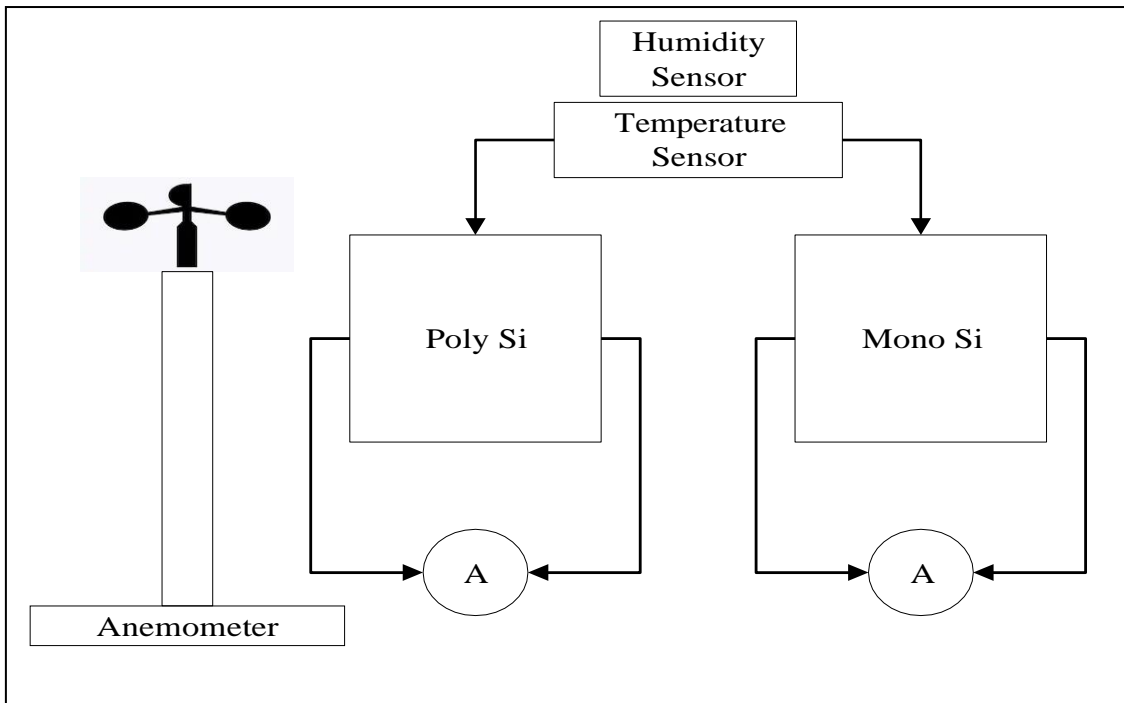 Humidity
Sensor
Temperature
Sensor
Poly Si
Mono Si
A
A
Anemometer